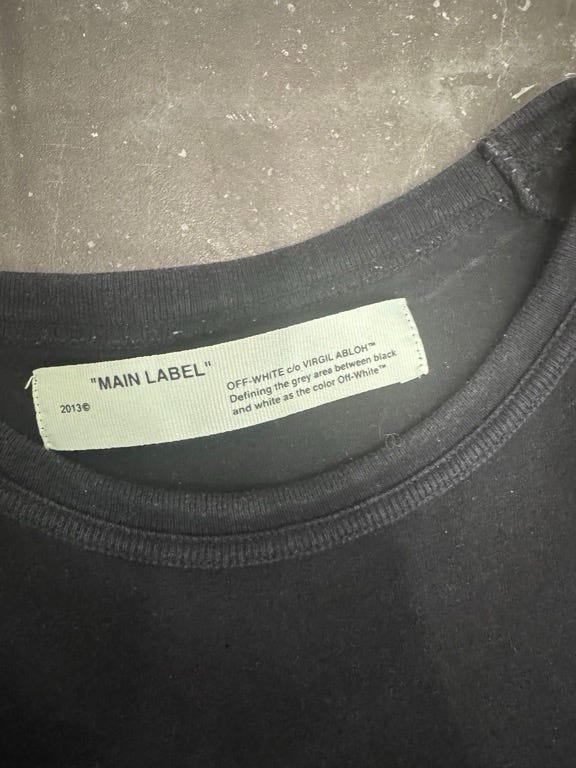 "MAIN LABEL"
2013©
OFF-WHITE c/o VIRGIL ABLOH™
Defining the grey area between black
and white as the color Off-White™